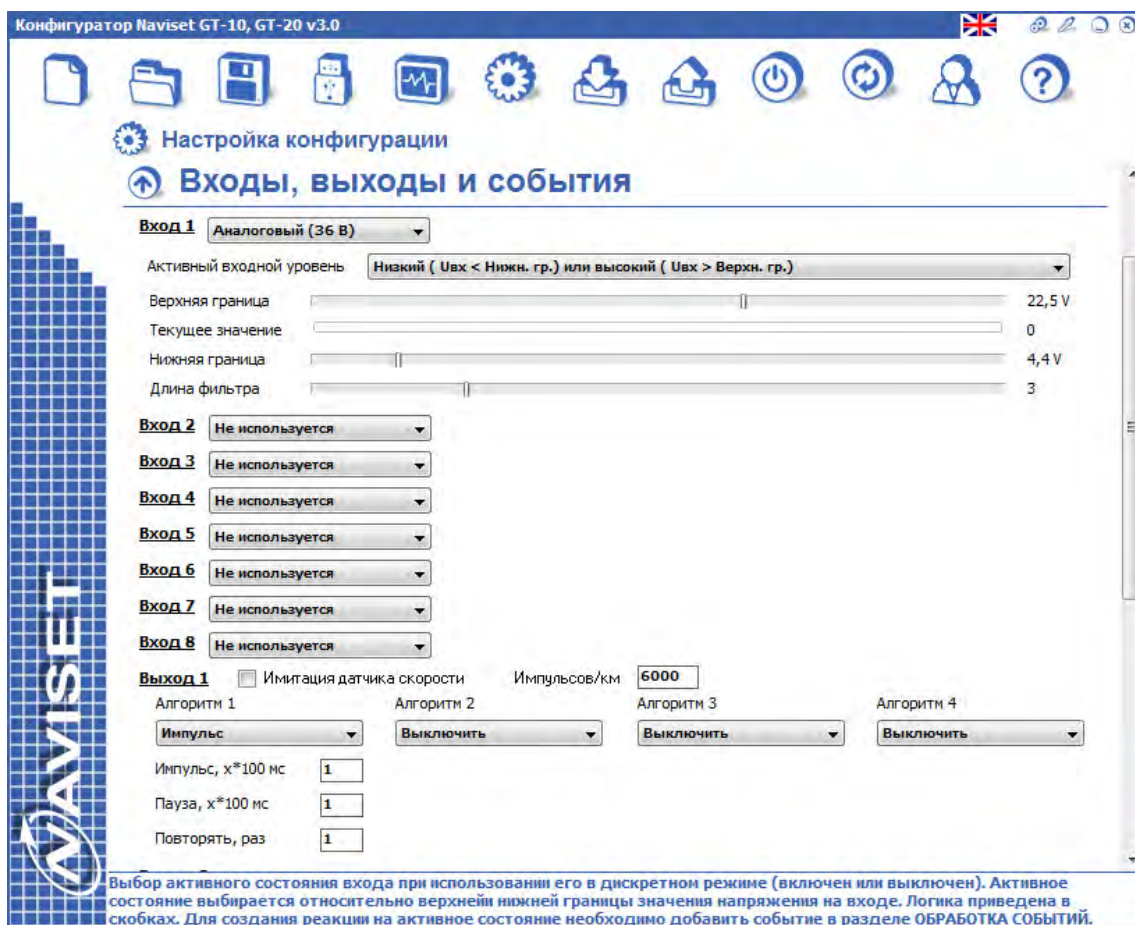 Конфигуратор Naviset GT-10, GT-20 v3.0
Настройка конфигурации
Входы, выходы и события
Вход 1 Аналоговый (36 В)
Активный входной уровень Низкий ( Uвх < Нижн. гр.) или высокий ( Uвх > Верхн. гр.)
Верхняя граница 22,5 V
Текущее значение 0
Нижняя граница 4,4 V
Длина фильтра 3
Вход 2 Не используется
Вход 3 Не используется
Вход 4 Не используется
Вход 5 Не используется
Вход 6 Не используется
Вход 7 Не используется
Вход 8 Не используется
Выход 1 Имитация датчика скорости Импульсов/км 6000
Алгоритм 1 Алгоритм 2 Алгоритм 3 Алгоритм 4
Импульс Выключить Выключить Выключить
Импульс, x*100 мс 1
Пауза, x*100 мс 1
Повторять, раз 1
NAVISET
Выбор активного состояния входа при использовании его в дискретном режиме (включен или выключен). Активное
состояние выбирается относительно верхнейи нижней границы значения напряжения на входе. Логика приведена в
скобках. Для создания реакции на активное состояние необходимо добавить событие в разделе ОБРАБОТКА СОБЫТИЙ.